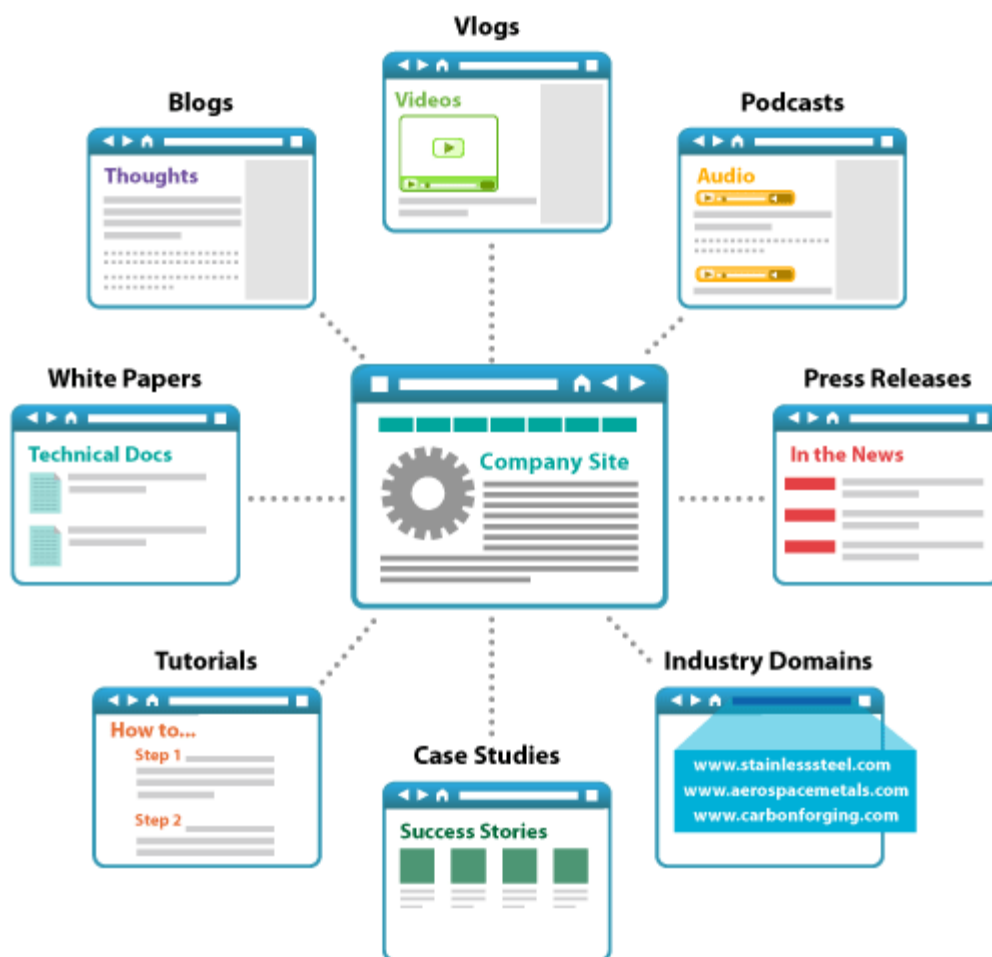 Vlogs
Blogs
Podcasts
Videos
Thoughts
Audio
White Papers
Press Releases
Technical Docs
Company Site
In the News
Tutorials
Industry Domains
How to...
Step 1
Step 2
Case Studies
Success Stories
www.stainlesssteel.com
www.aerospacemetals.com
www.carbonforging.com